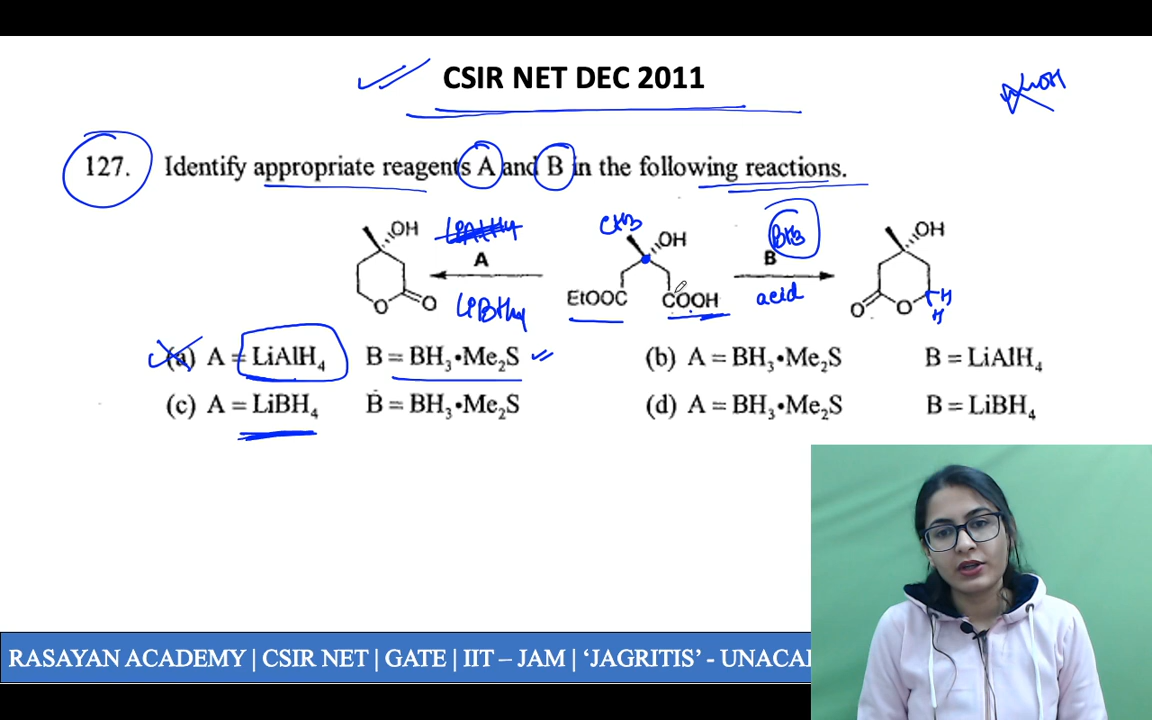 CSIR NET DEC 2011
127. Identify appropriate reagents A and B in the following reactions.
OH LiAlH4 CH3 OH BH3 OH
A B
O O LiBH4 EtOOC COOH acid O O H
H
(a) A = LiAlH₄ B = BH₃•Me₂S (b) A = BH₃•Me₂S B = LiAlH₄
(c) A = LiBH₄ B = BH₃•Me₂S (d) A = BH₃•Me₂S B = LiBH₄
RASAYAN ACADEMY | CSIR NET | GATE | IIT – JAM | ‘JAGRITIS’ - UNACA